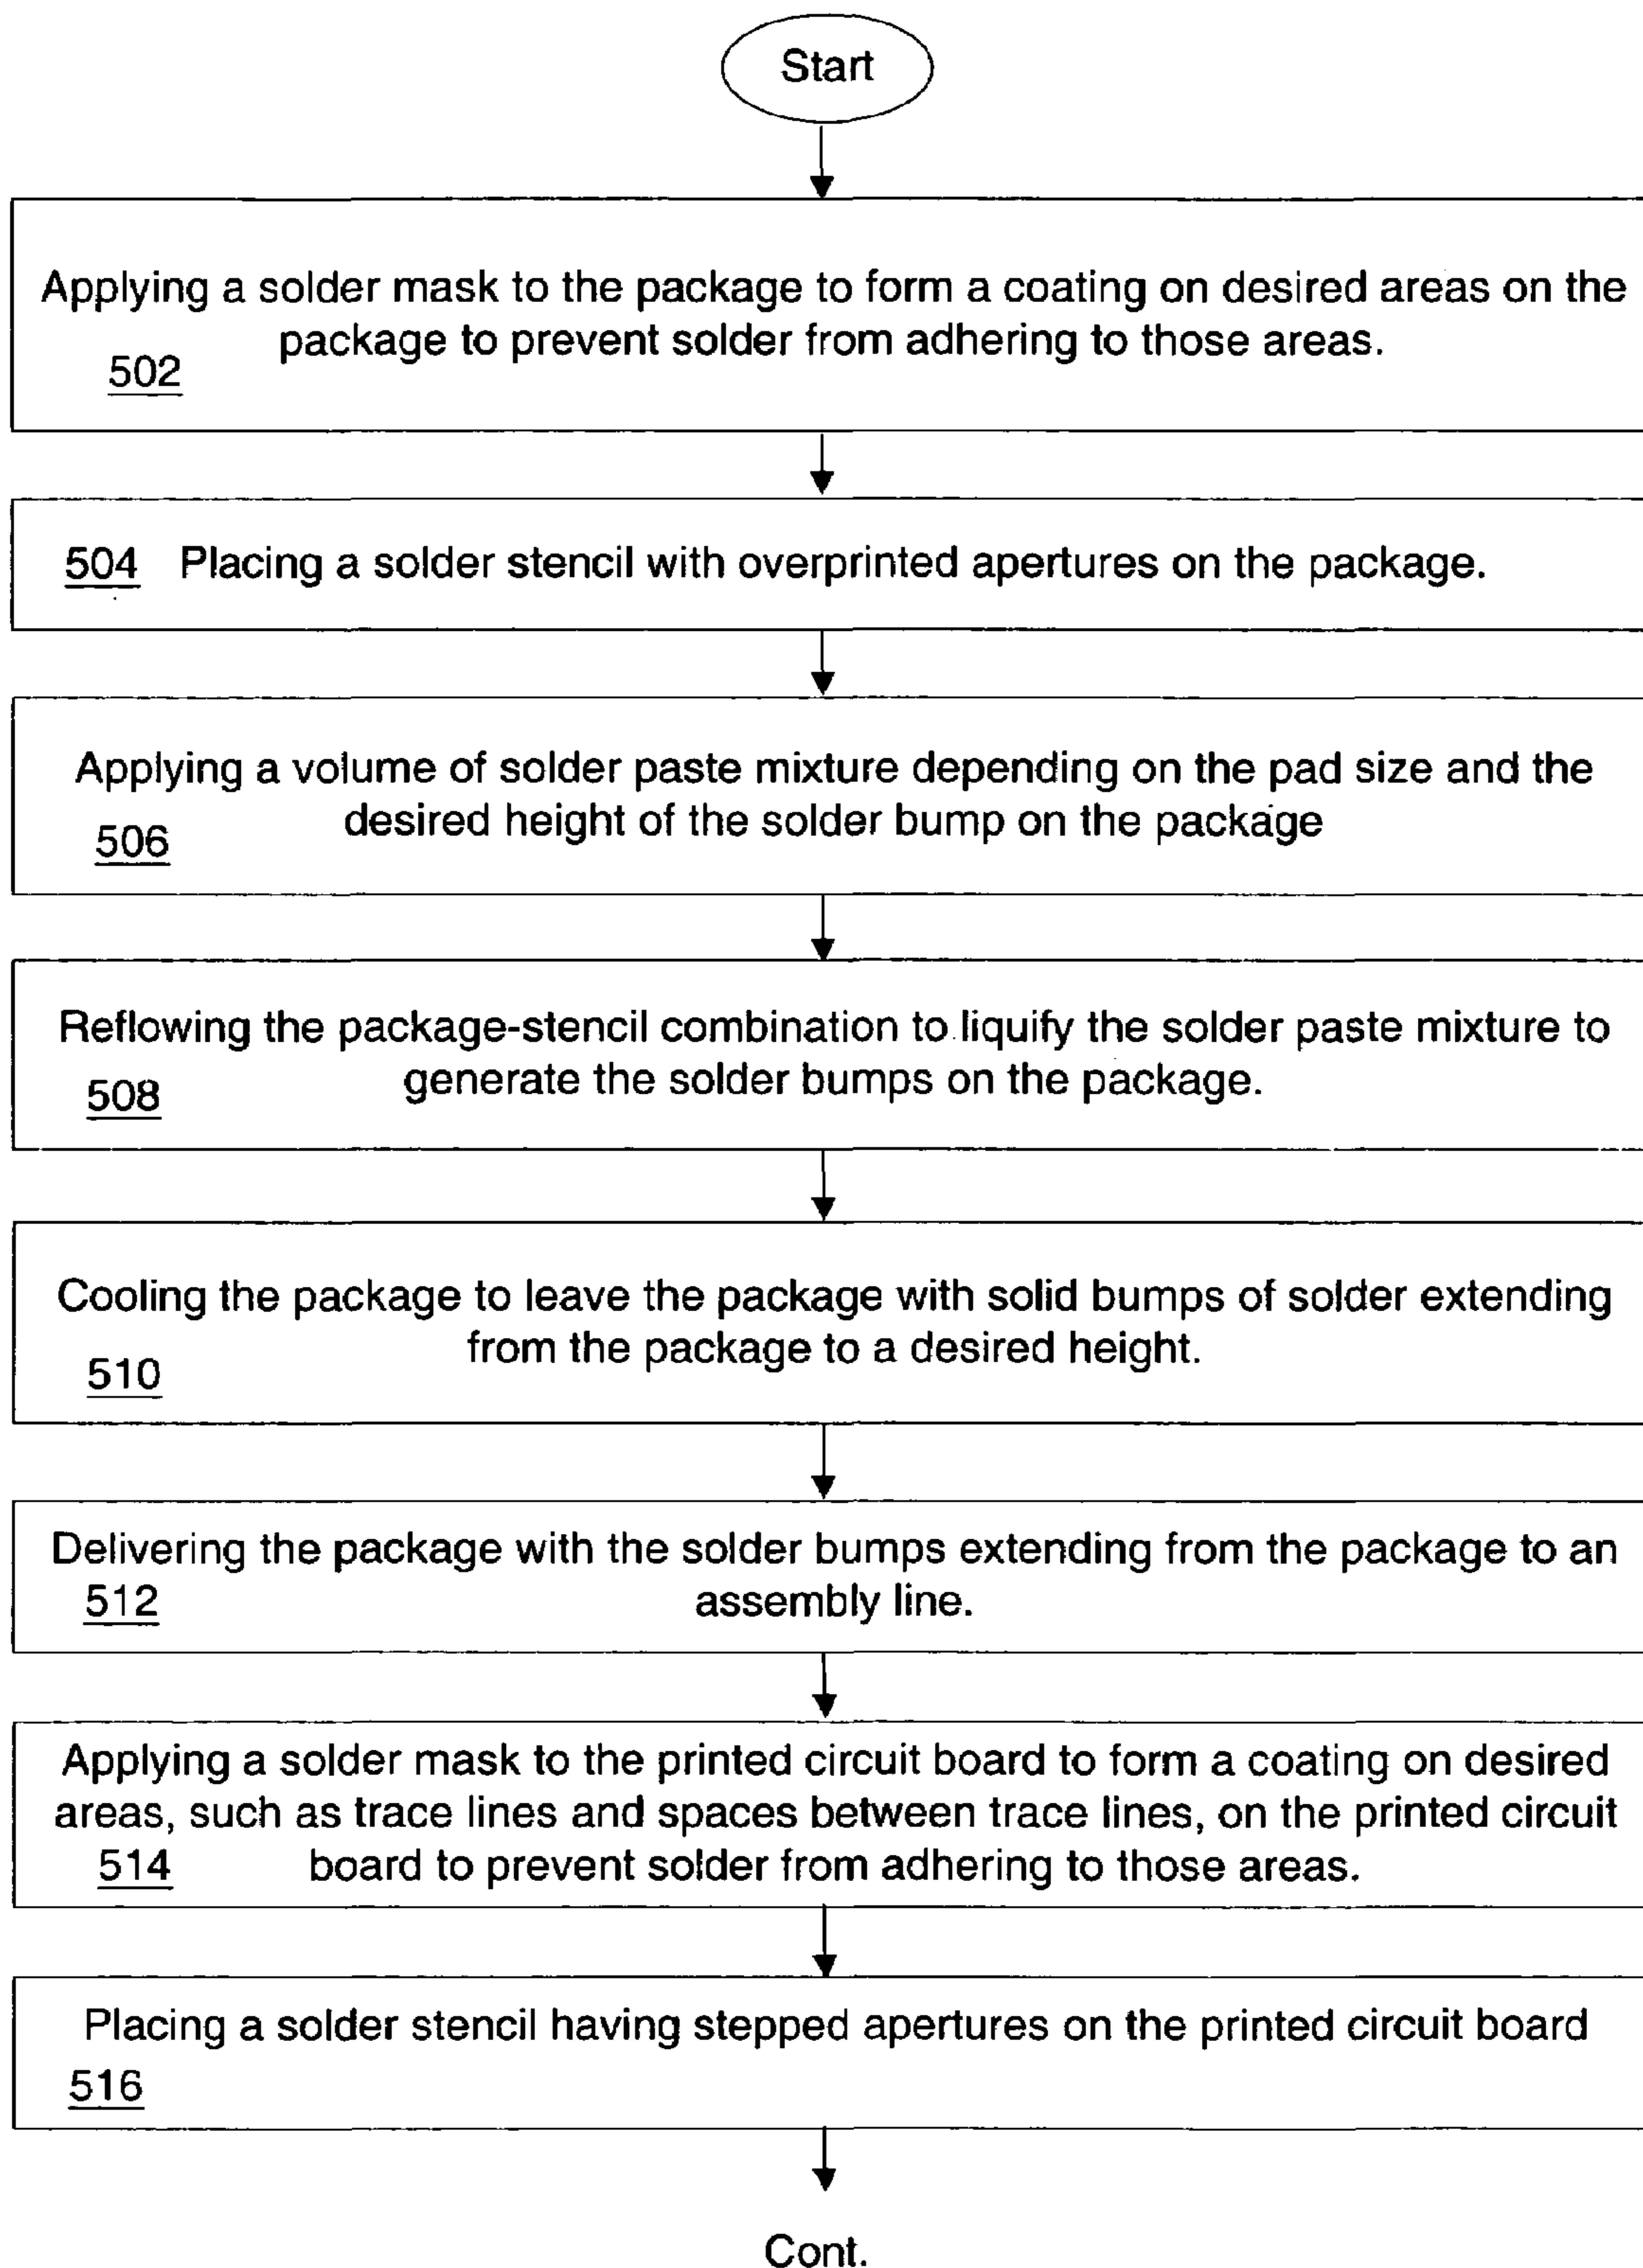 Start
Applying a solder mask to the package to form a coating on desired areas on the
package to prevent solder from adhering to those areas.
502
504 Placing a solder stencil with overprinted apertures on the package.
Applying a volume of solder paste mixture depending on the pad size and the
desired height of the solder bump on the package
506
Reflowing the package-stencil combination to liquify the solder paste mixture to
generate the solder bumps on the package.
508
Cooling the package to leave the package with solid bumps of solder extending
from the package to a desired height.
510
Delivering the package with the solder bumps extending from the package to an
512 assembly line.
Applying a solder mask to the printed circuit board to form a coating on desired
areas, such as trace lines and spaces between trace lines, on the printed circuit
514 board to prevent solder from adhering to those areas.
Placing a solder stencil having stepped apertures on the printed circuit board
516
Cont.